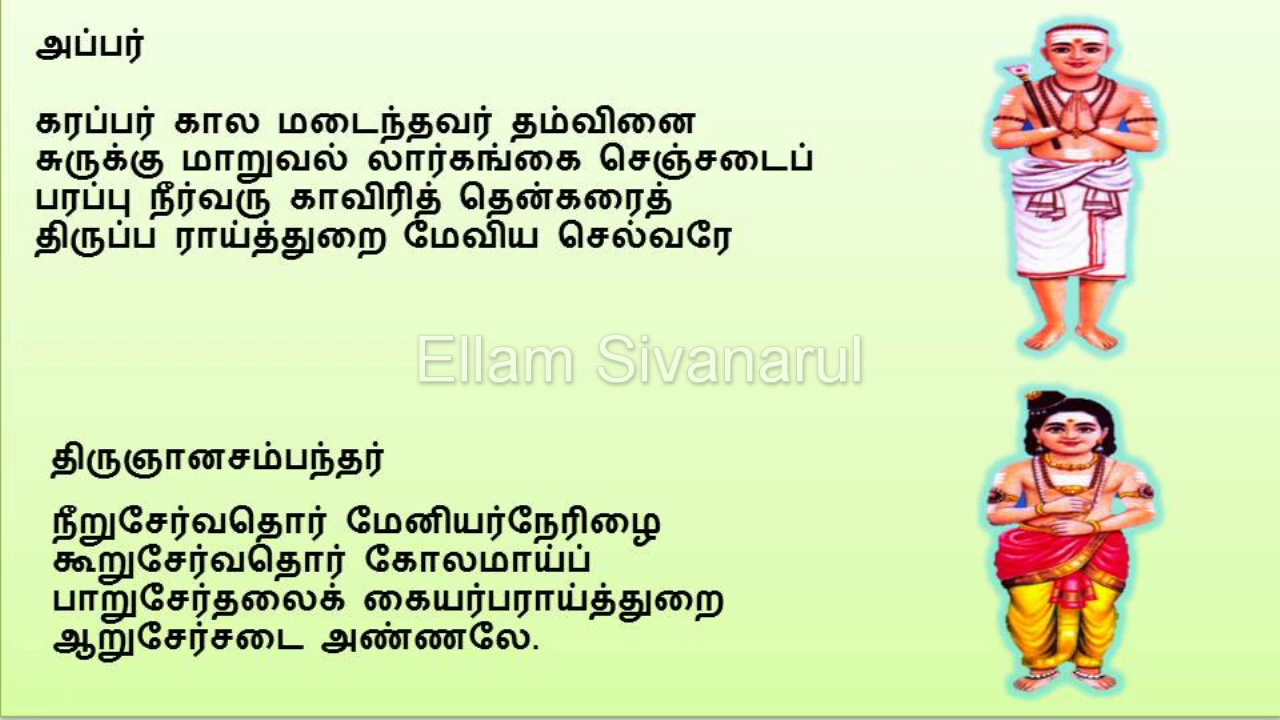 அப்பர்
கரப்பர் கால மடைந்தவர் தம்வினை
சுருக்கு மாறுவல் லார்கங்கை செஞ்சடைப்
பரப்பு நீர்வரு காவிரித் தென்கரைத்
திருப்ப ராய்த்துறை மேவிய செல்வரே
Ellam Sivanarul
திருஞானசம்பந்தர்
நீறுசேர்வதொர் மேனியர்நேரிழை
கூறுசேர்வதொர் கோலமாய்ப்
பாறுசேர்தலைக் கையர்பராய்த்துறை
ஆறுசேர்சடை அண்ணலே.